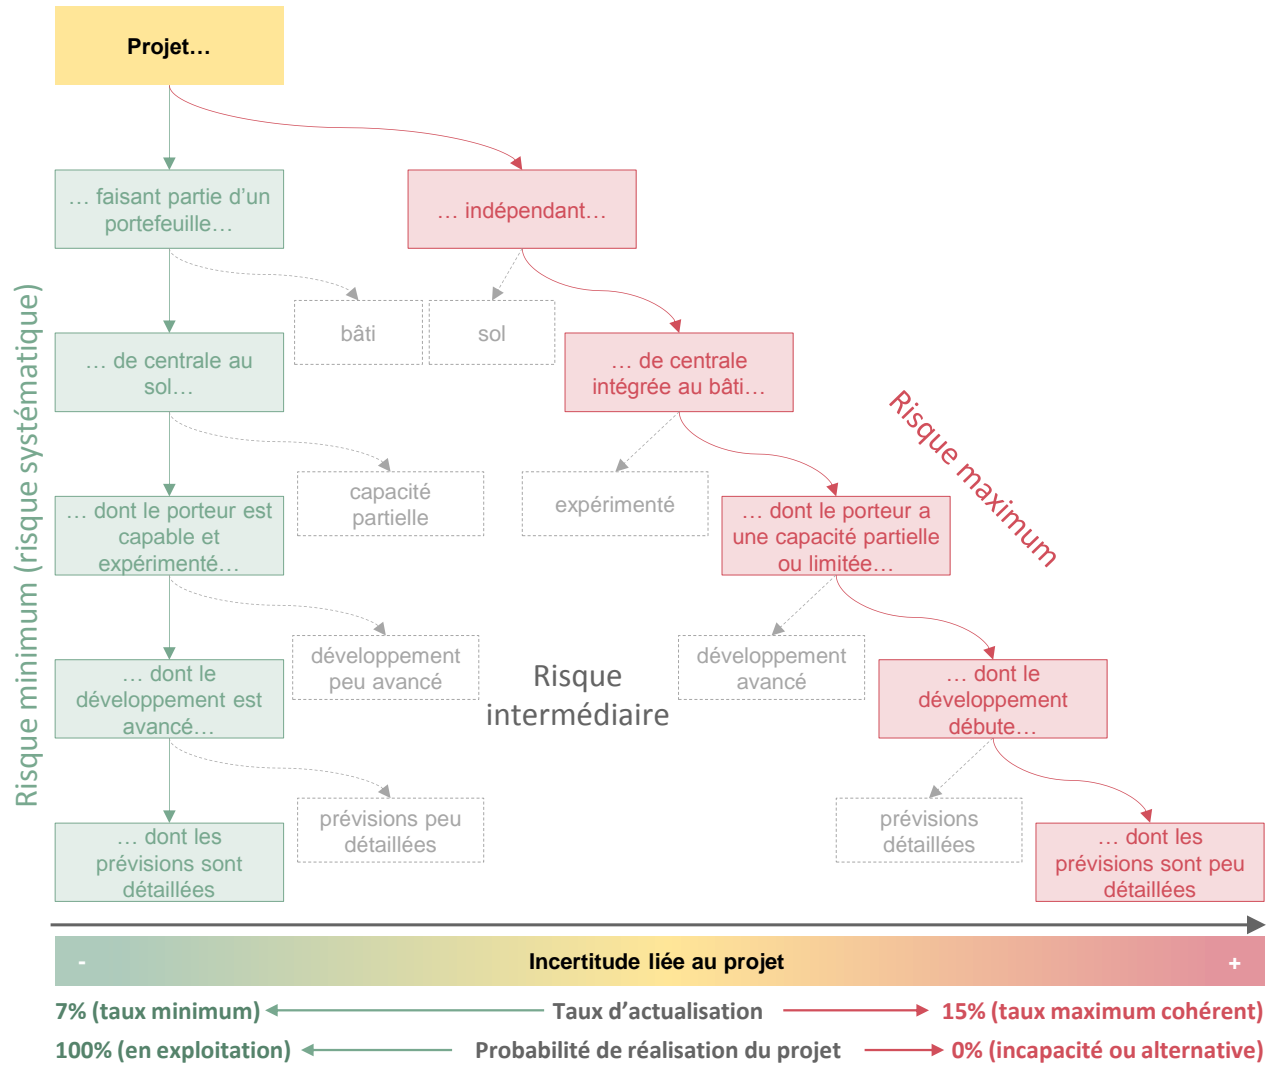 Projet…
… faisant partie d'un
portefeuille…
… indépendant…
bâti
sol
… de centrale au
sol…
… de centrale
intégrée au bâti…
Risque minimum (risque systématique)
Risque maximum
capacité
partielle
expérimenté
… dont le porteur est
capable et
expérimenté…
… dont le porteur a
une capacité partielle
ou limitée…
développement
peu avancé
Risque
intermédiaire
développement
avancé
… dont le
développement est
avancé…
… dont le
développement
débute…
prévisions peu
détaillées
prévisions
détaillées
… dont les
prévisions sont
détaillées
… dont les
prévisions sont peu
détaillées
-
Incertitude liée au projet
+
7% (taux minimum)
Taux d'actualisation
15% (taux maximum cohérent)
100% (en exploitation)
Probabilité de réalisation du projet
0% (incapacité ou alternative)